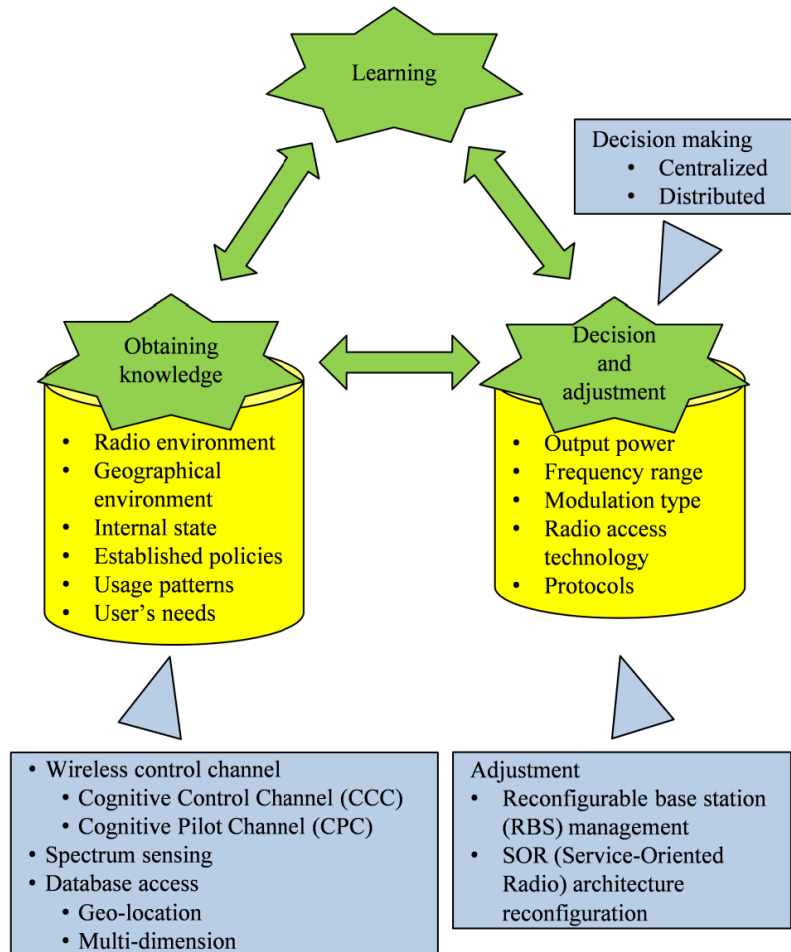 Learning
Decision making
• Centralized
• Distributed
Obtaining
knowledge
• Radio environment
• Geographical
environment
• Internal state
• Established policies
• Usage patterns
• User’s needs
Decision
and
adjustment
• Output power
• Frequency range
• Modulation type
• Radio access
technology
• Protocols
• Wireless control channel
• Cognitive Control Channel (CCC)
• Cognitive Pilot Channel (CPC)
• Spectrum sensing
• Database access
• Geo-location
• Multi-dimension
Adjustment
• Reconfigurable base station
(RBS) management
• SOR (Service-Oriented
Radio) architecture
reconfiguration